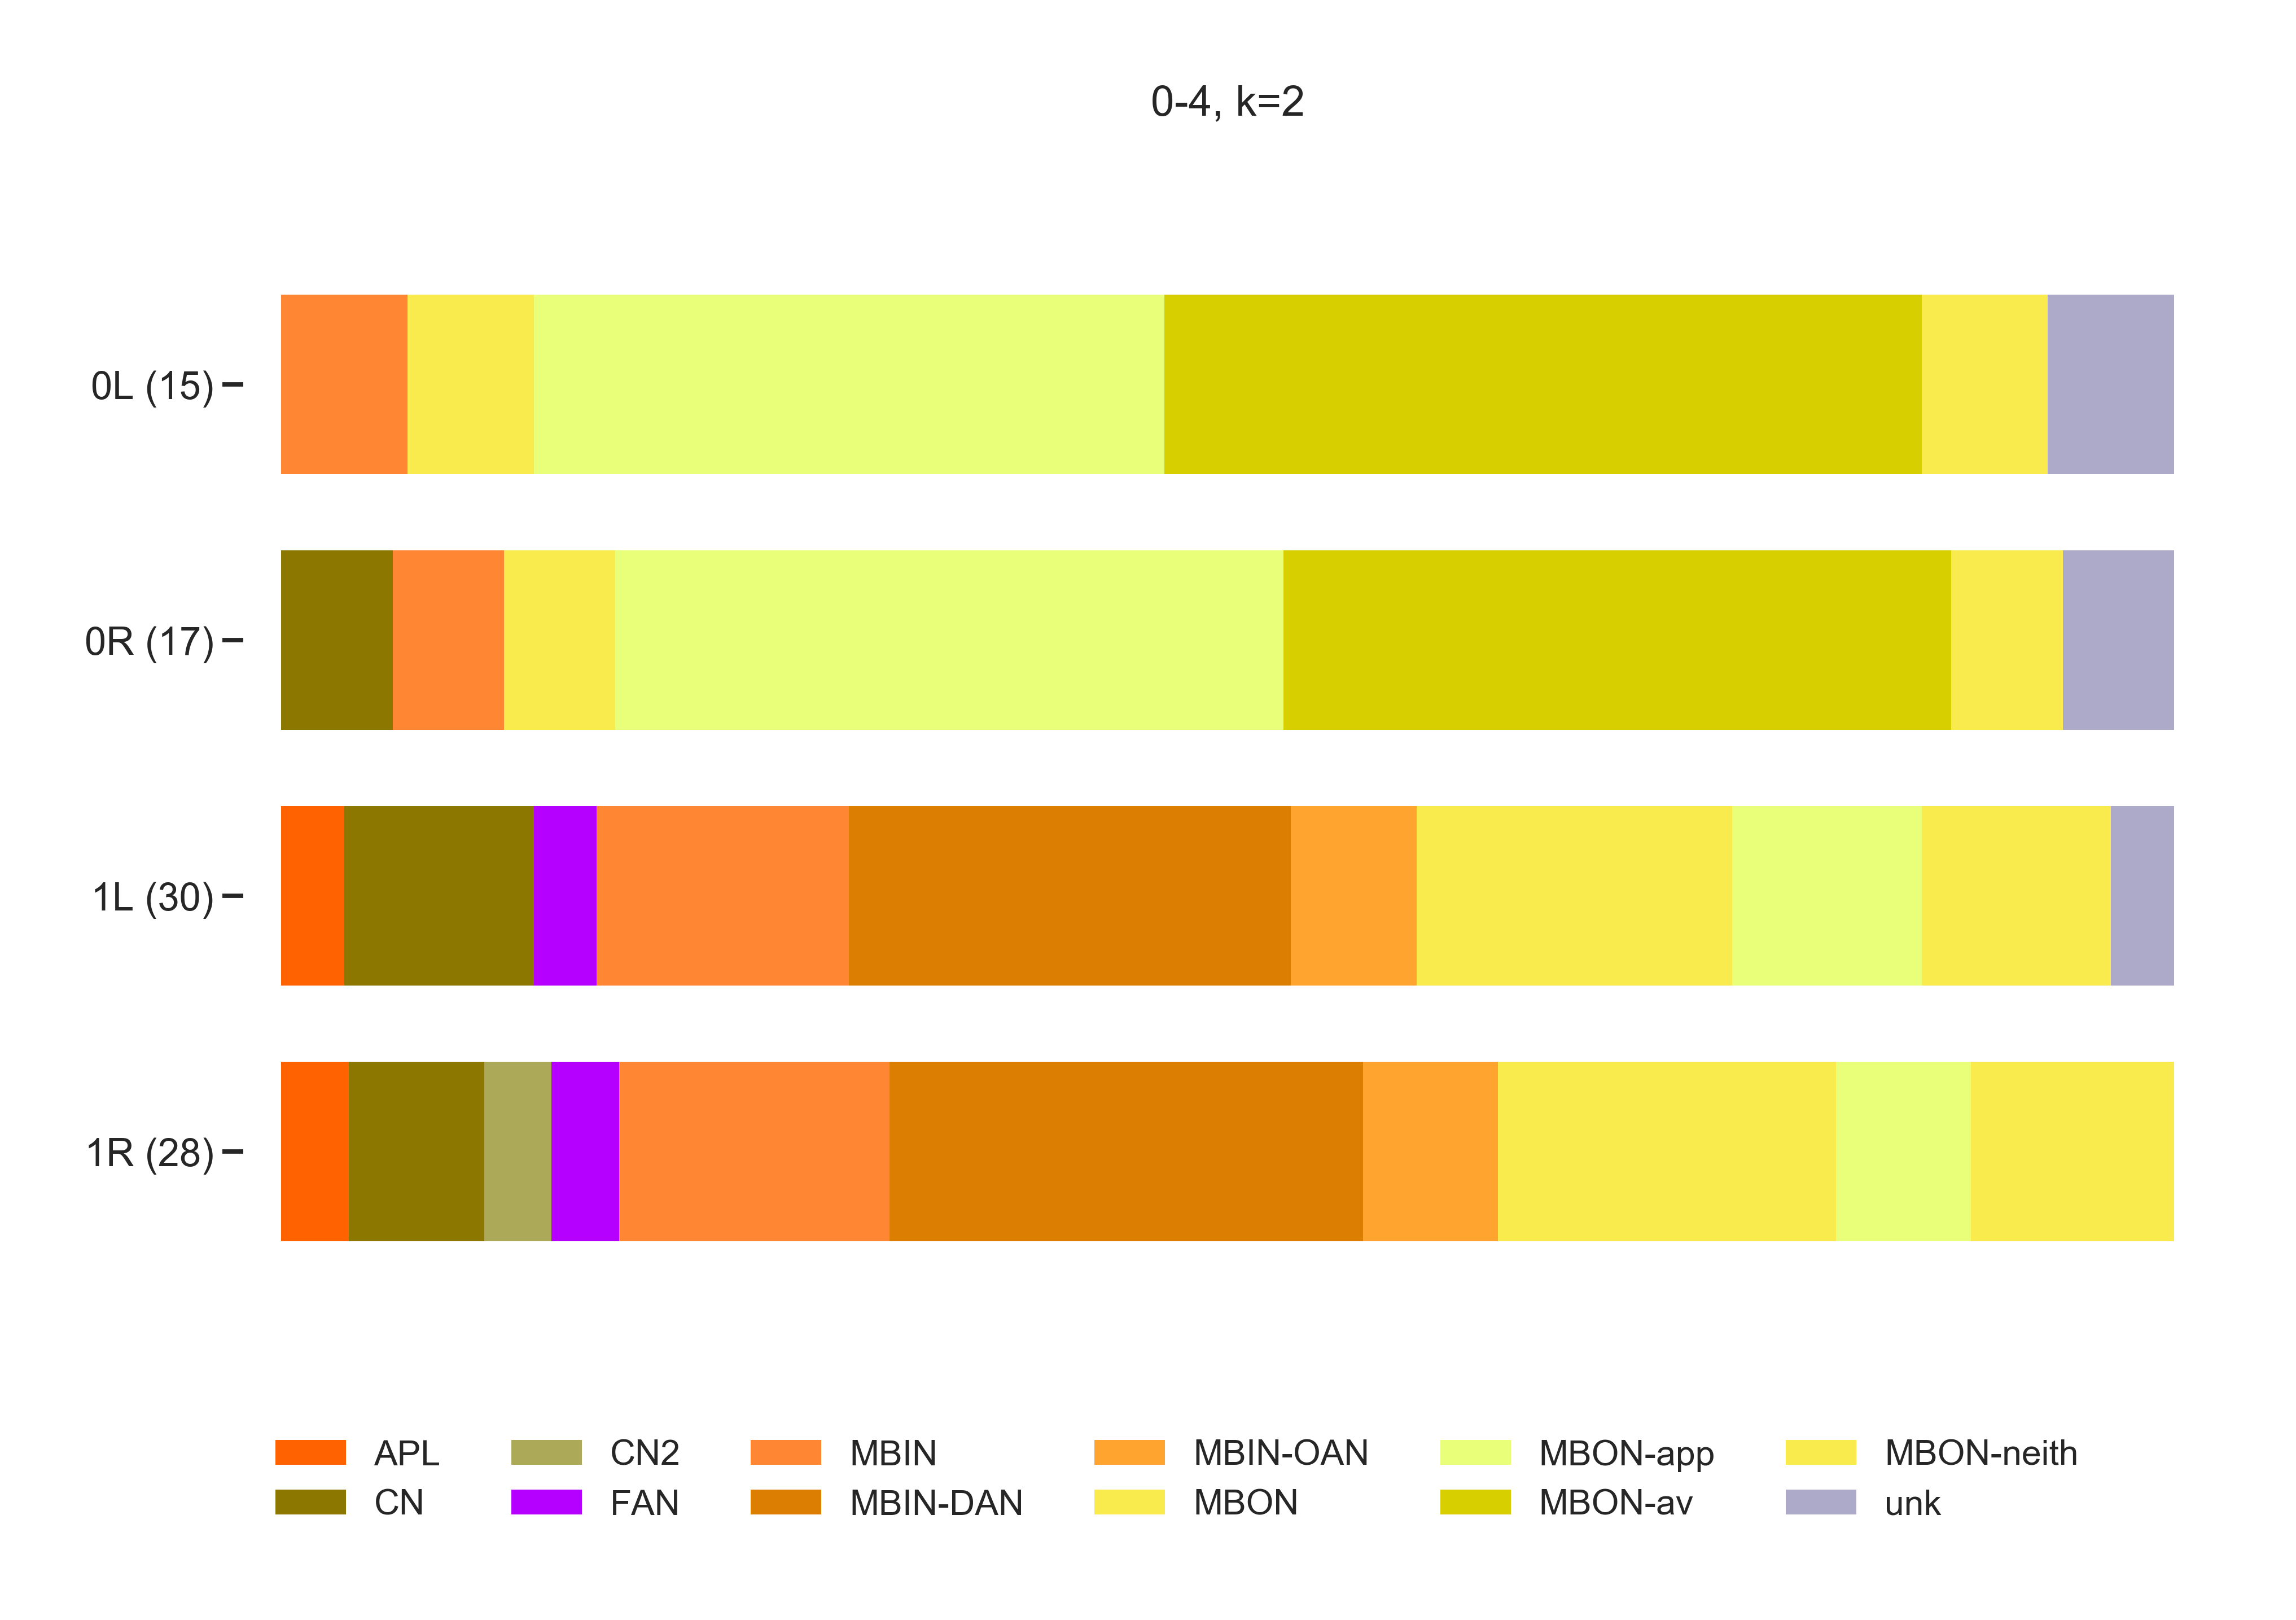 0-4, k=2
0L (15)
0R (17)
1L (30)
1R (28)
APL CN2 MBIN MBIN-OAN MBON-app MBON-neith
CN FAN MBIN-DAN MBON MBON-av unk